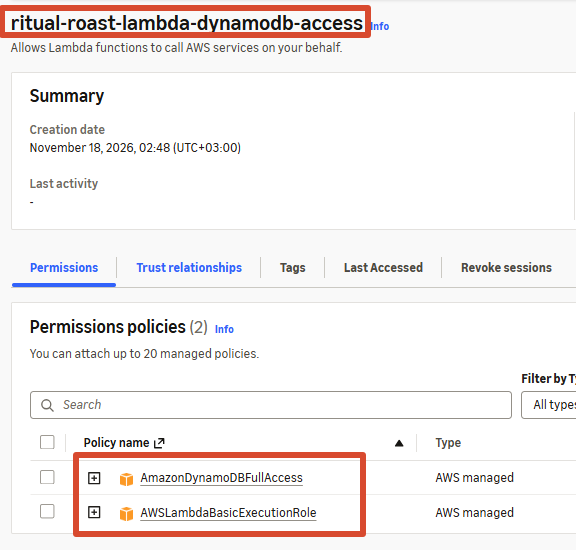 ritual-roast-lambda-dynamodb-access Info
Allows Lambda functions to call AWS services on your behalf.
Summary
Creation date
November 18, 2026, 02:48 (UTC+03:00)
Last activity
-
Permissions Trust relationships Tags Last Accessed Revoke sessions
Permissions policies (2) Info
You can attach up to 20 managed policies.
Filter by T
Search
All types
Policy name Type
AmazonDynamoDBFullAccess AWS managed
AWSLambdaBasicExecutionRole AWS managed